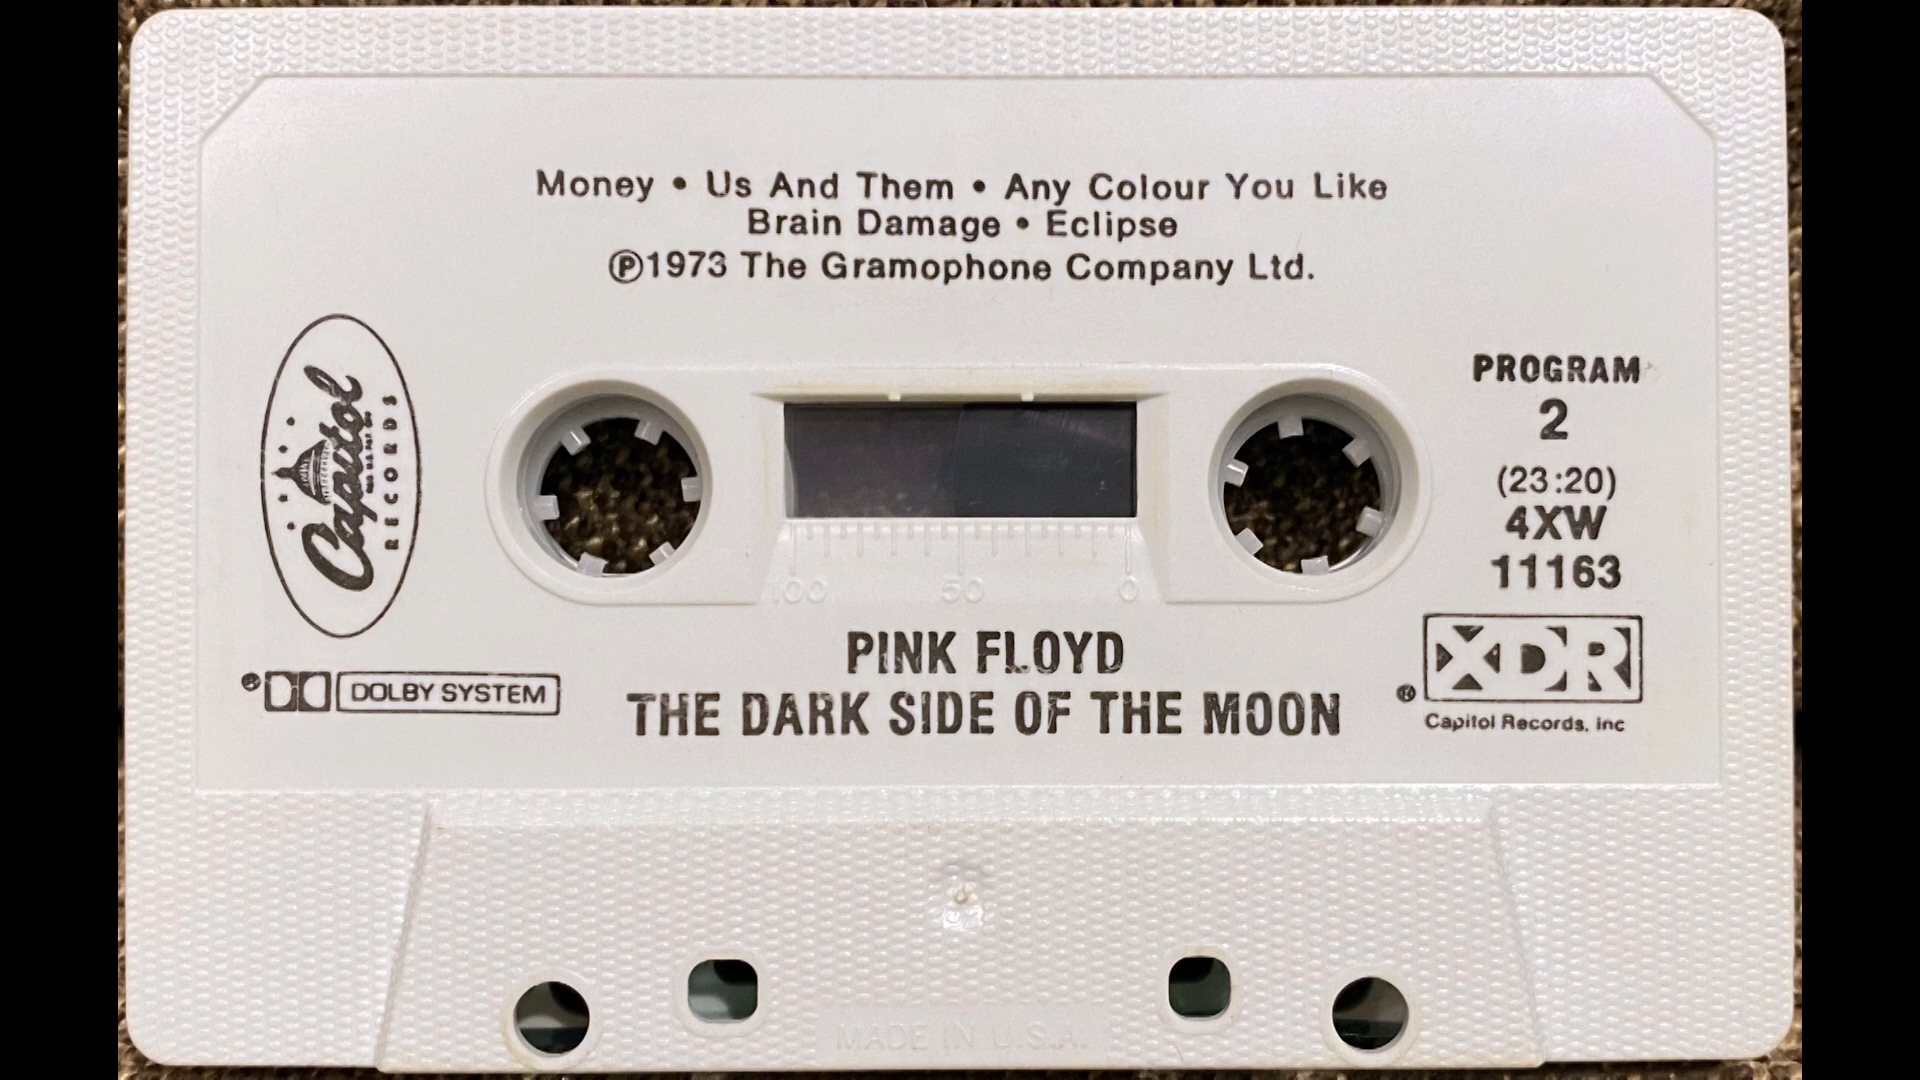 Money • Us And Them • Any Colour You Like
Brain Damage • Eclipse
℗1973 The Gramophone Company Ltd.
Capitol
RECORDS
PROGRAM
2
(23:20)
4XW
11163
100 50 0
PINK FLOYD
THE DARK SIDE OF THE MOON
® DOLBY SYSTEM
XDR ®
Capitol Records, Inc
MADE IN U.S.A.